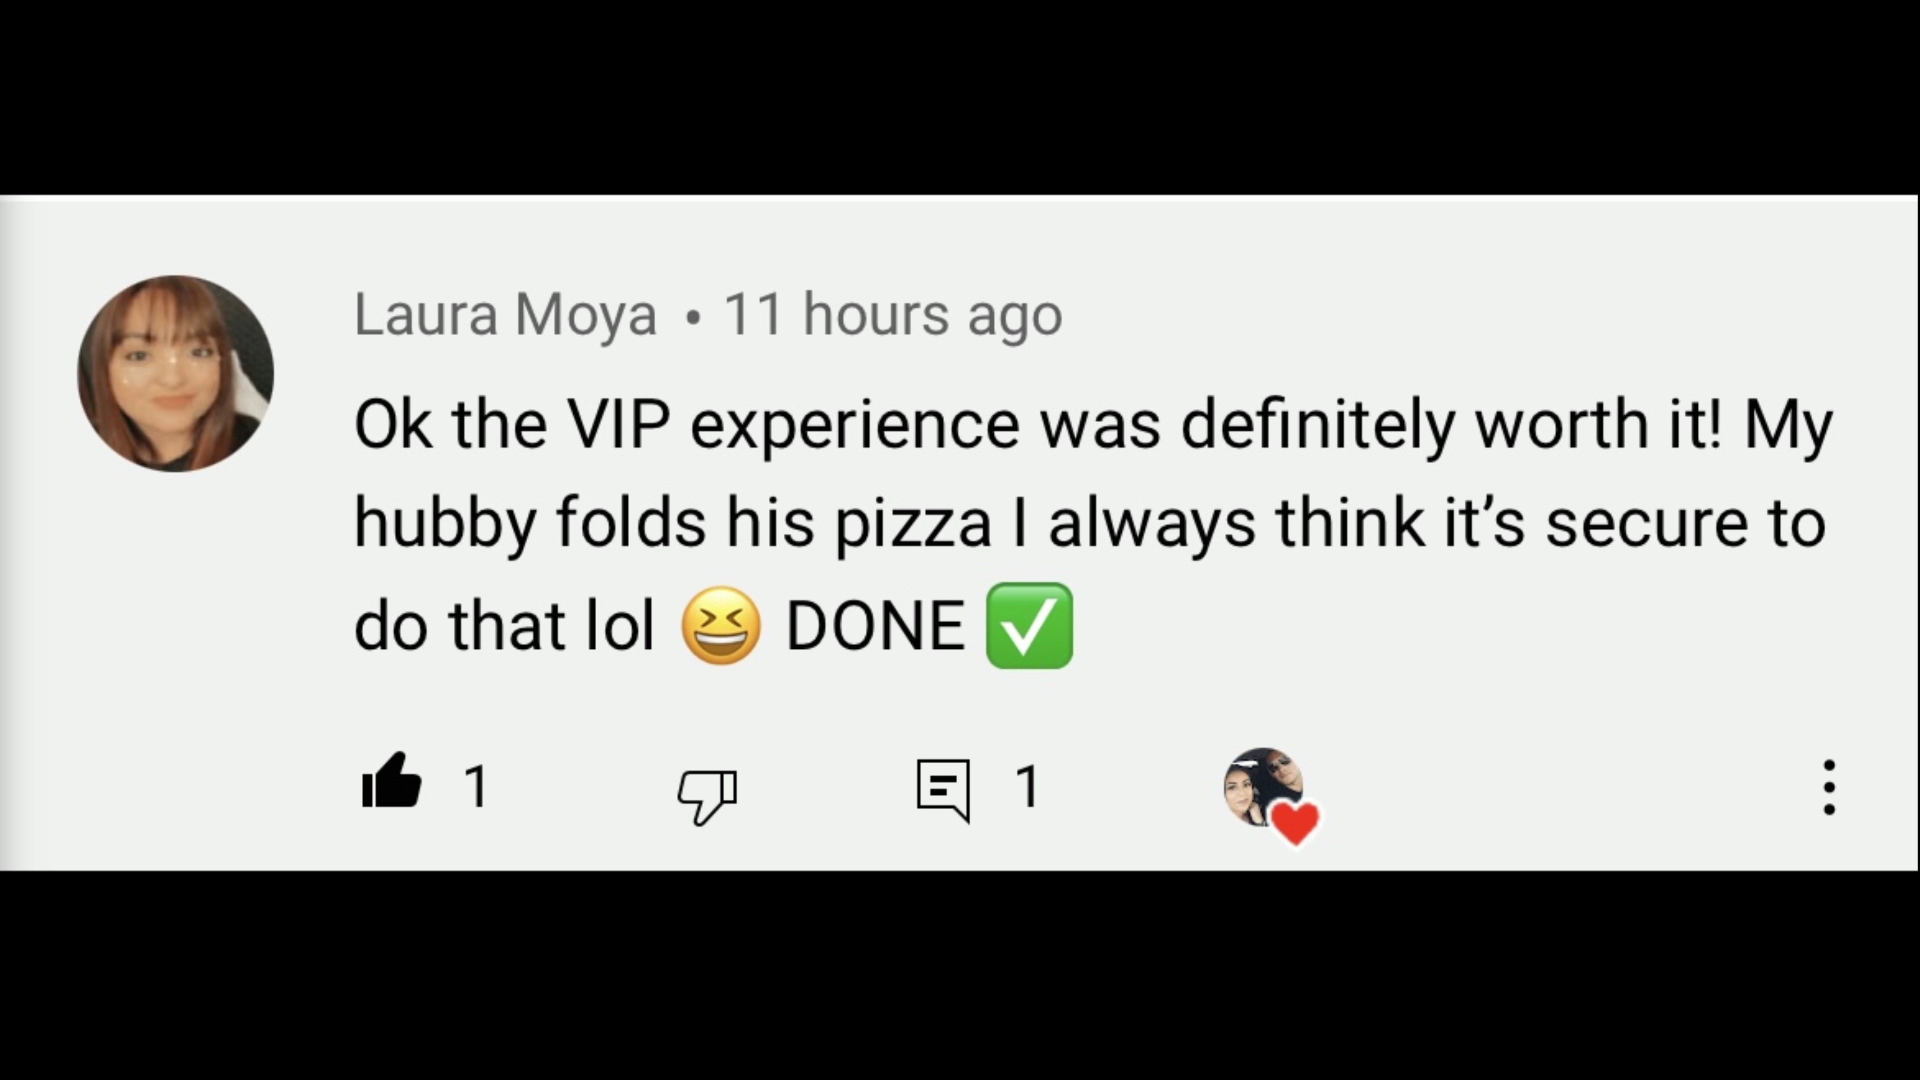 Laura Moya • 11 hours ago
Ok the VIP experience was definitely worth it! My
hubby folds his pizza I always think it’s secure to
do that lol 😆 DONE ✅
1 1